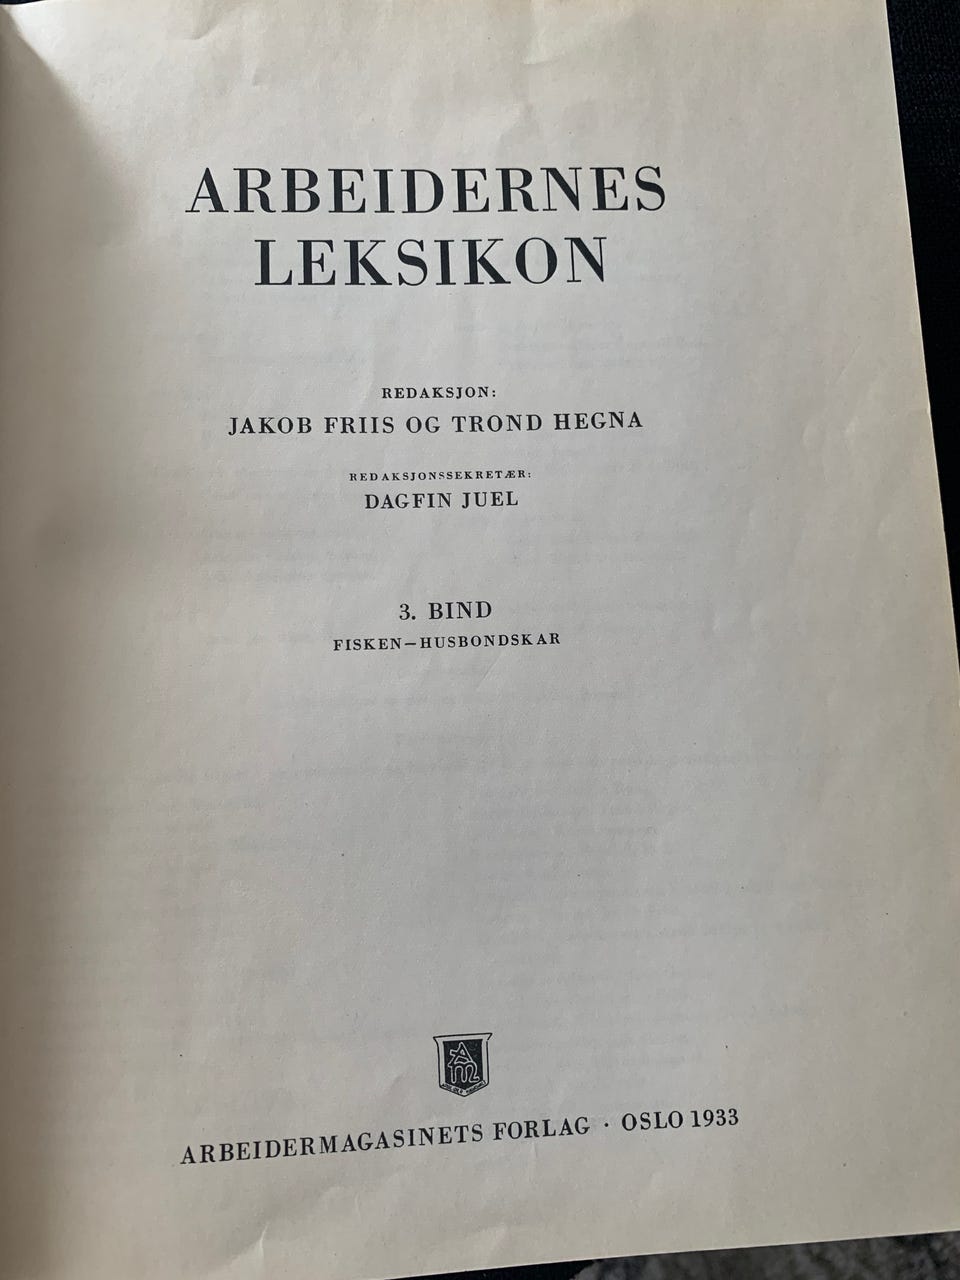 ARBEIDERNES
LEKSIKON
REDAKSJON:
JAKOB FRIIS OG TROND HEGNA
REDAKSJONSSEKRETÆR:
DAGFIN JUEL
3. BIND
FISKEN—HUSBONDSKAR
AM
ARBEIDERMAGASINETS FORLAG · OSLO 1933